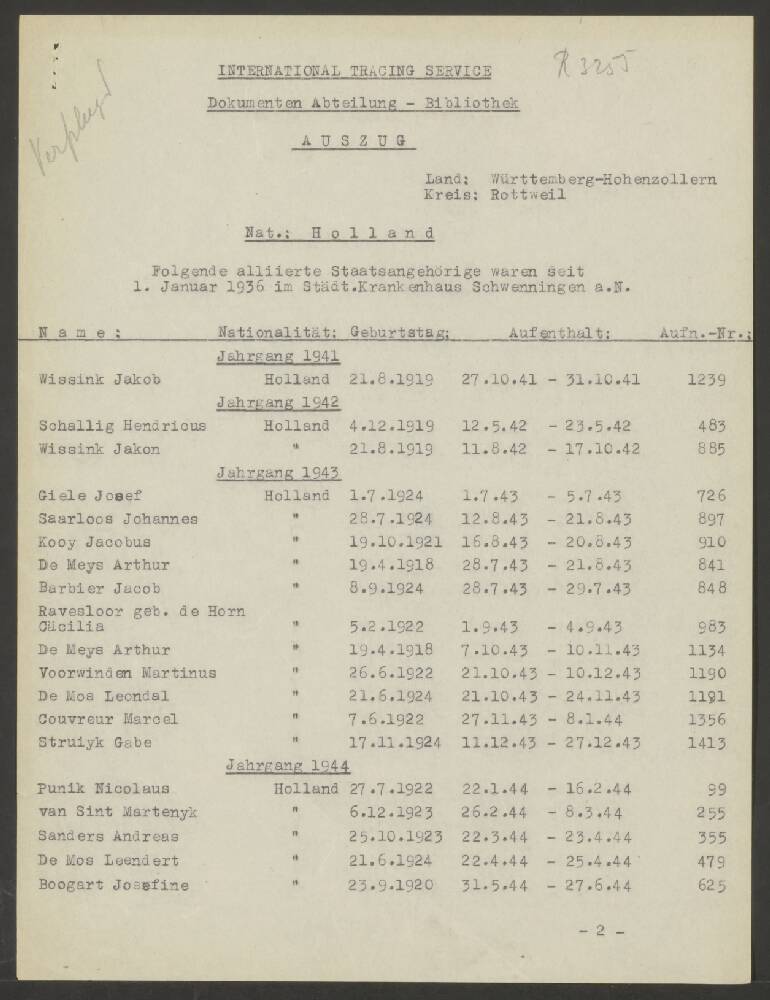 R 3255
INTERNATIONAL TRACING SERVICE
Dokumenten Abteilung - Bibliothek
A U S Z U G
Land: Württemberg-Hohenzollern
Kreis: Rottweil
Nat.: H o l l a n d
Folgende alliierte Staatsangehörige waren seit
1. Januar 1936 im Städt.Krankenhaus Schwenningen a.N.
N a m e : Nationalität: Geburtstag: Aufenthalt: Aufn.-Nr.:
Jahrgang 1941
Wissink Jakob Holland 21.8.1919 27.10.41 - 31.10.41 1239
Jahrgang 1942
Schallig Hendricus Holland 4.12.1919 12.5.42 - 23.5.42 483
Wissink Jakon " 21.8.1919 11.8.42 - 17.10.42 885
Jahrgang 1943
Giele Josef Holland 1.7.1924 1.7.43 - 5.7.43 726
Saarloos Johannes " 28.7.1924 12.8.43 - 21.8.43 897
Kooy Jacobus " 19.10.1921 16.8.43 - 20.8.43 910
De Meys Arthur " 19.4.1918 28.7.43 - 21.8.43 841
Barbier Jacob " 8.9.1924 28.7.43 - 29.7.43 848
Ravesloor geb. de Horn
Cäcilia " 5.2.1922 1.9.43 - 4.9.43 983
De Meys Arthur " 19.4.1918 7.10.43 - 10.11.43 1134
Voorwinden Martinus " 26.6.1922 21.10.43 - 10.12.43 1190
De Mos Leendal " 21.6.1924 21.10.43 - 24.11.43 1191
Couvreur Marcel " 7.6.1922 27.11.43 - 8.1.44 1356
Struiyk Gabe " 17.11.1924 11.12.43 - 27.12.43 1413
Jahrgang 1944
Punik Nicolaus Holland 27.7.1922 22.1.44 - 16.2.44 99
van Sint Martenyk " 6.12.1923 26.2.44 - 8.3.44 255
Sanders Andreas " 25.10.1923 22.3.44 - 23.4.44 355
De Mos Leendert " 21.6.1924 22.4.44 - 25.4.44 479
Boogart Josefine " 23.9.1920 31.5.44 - 27.6.44 625
- 2 -